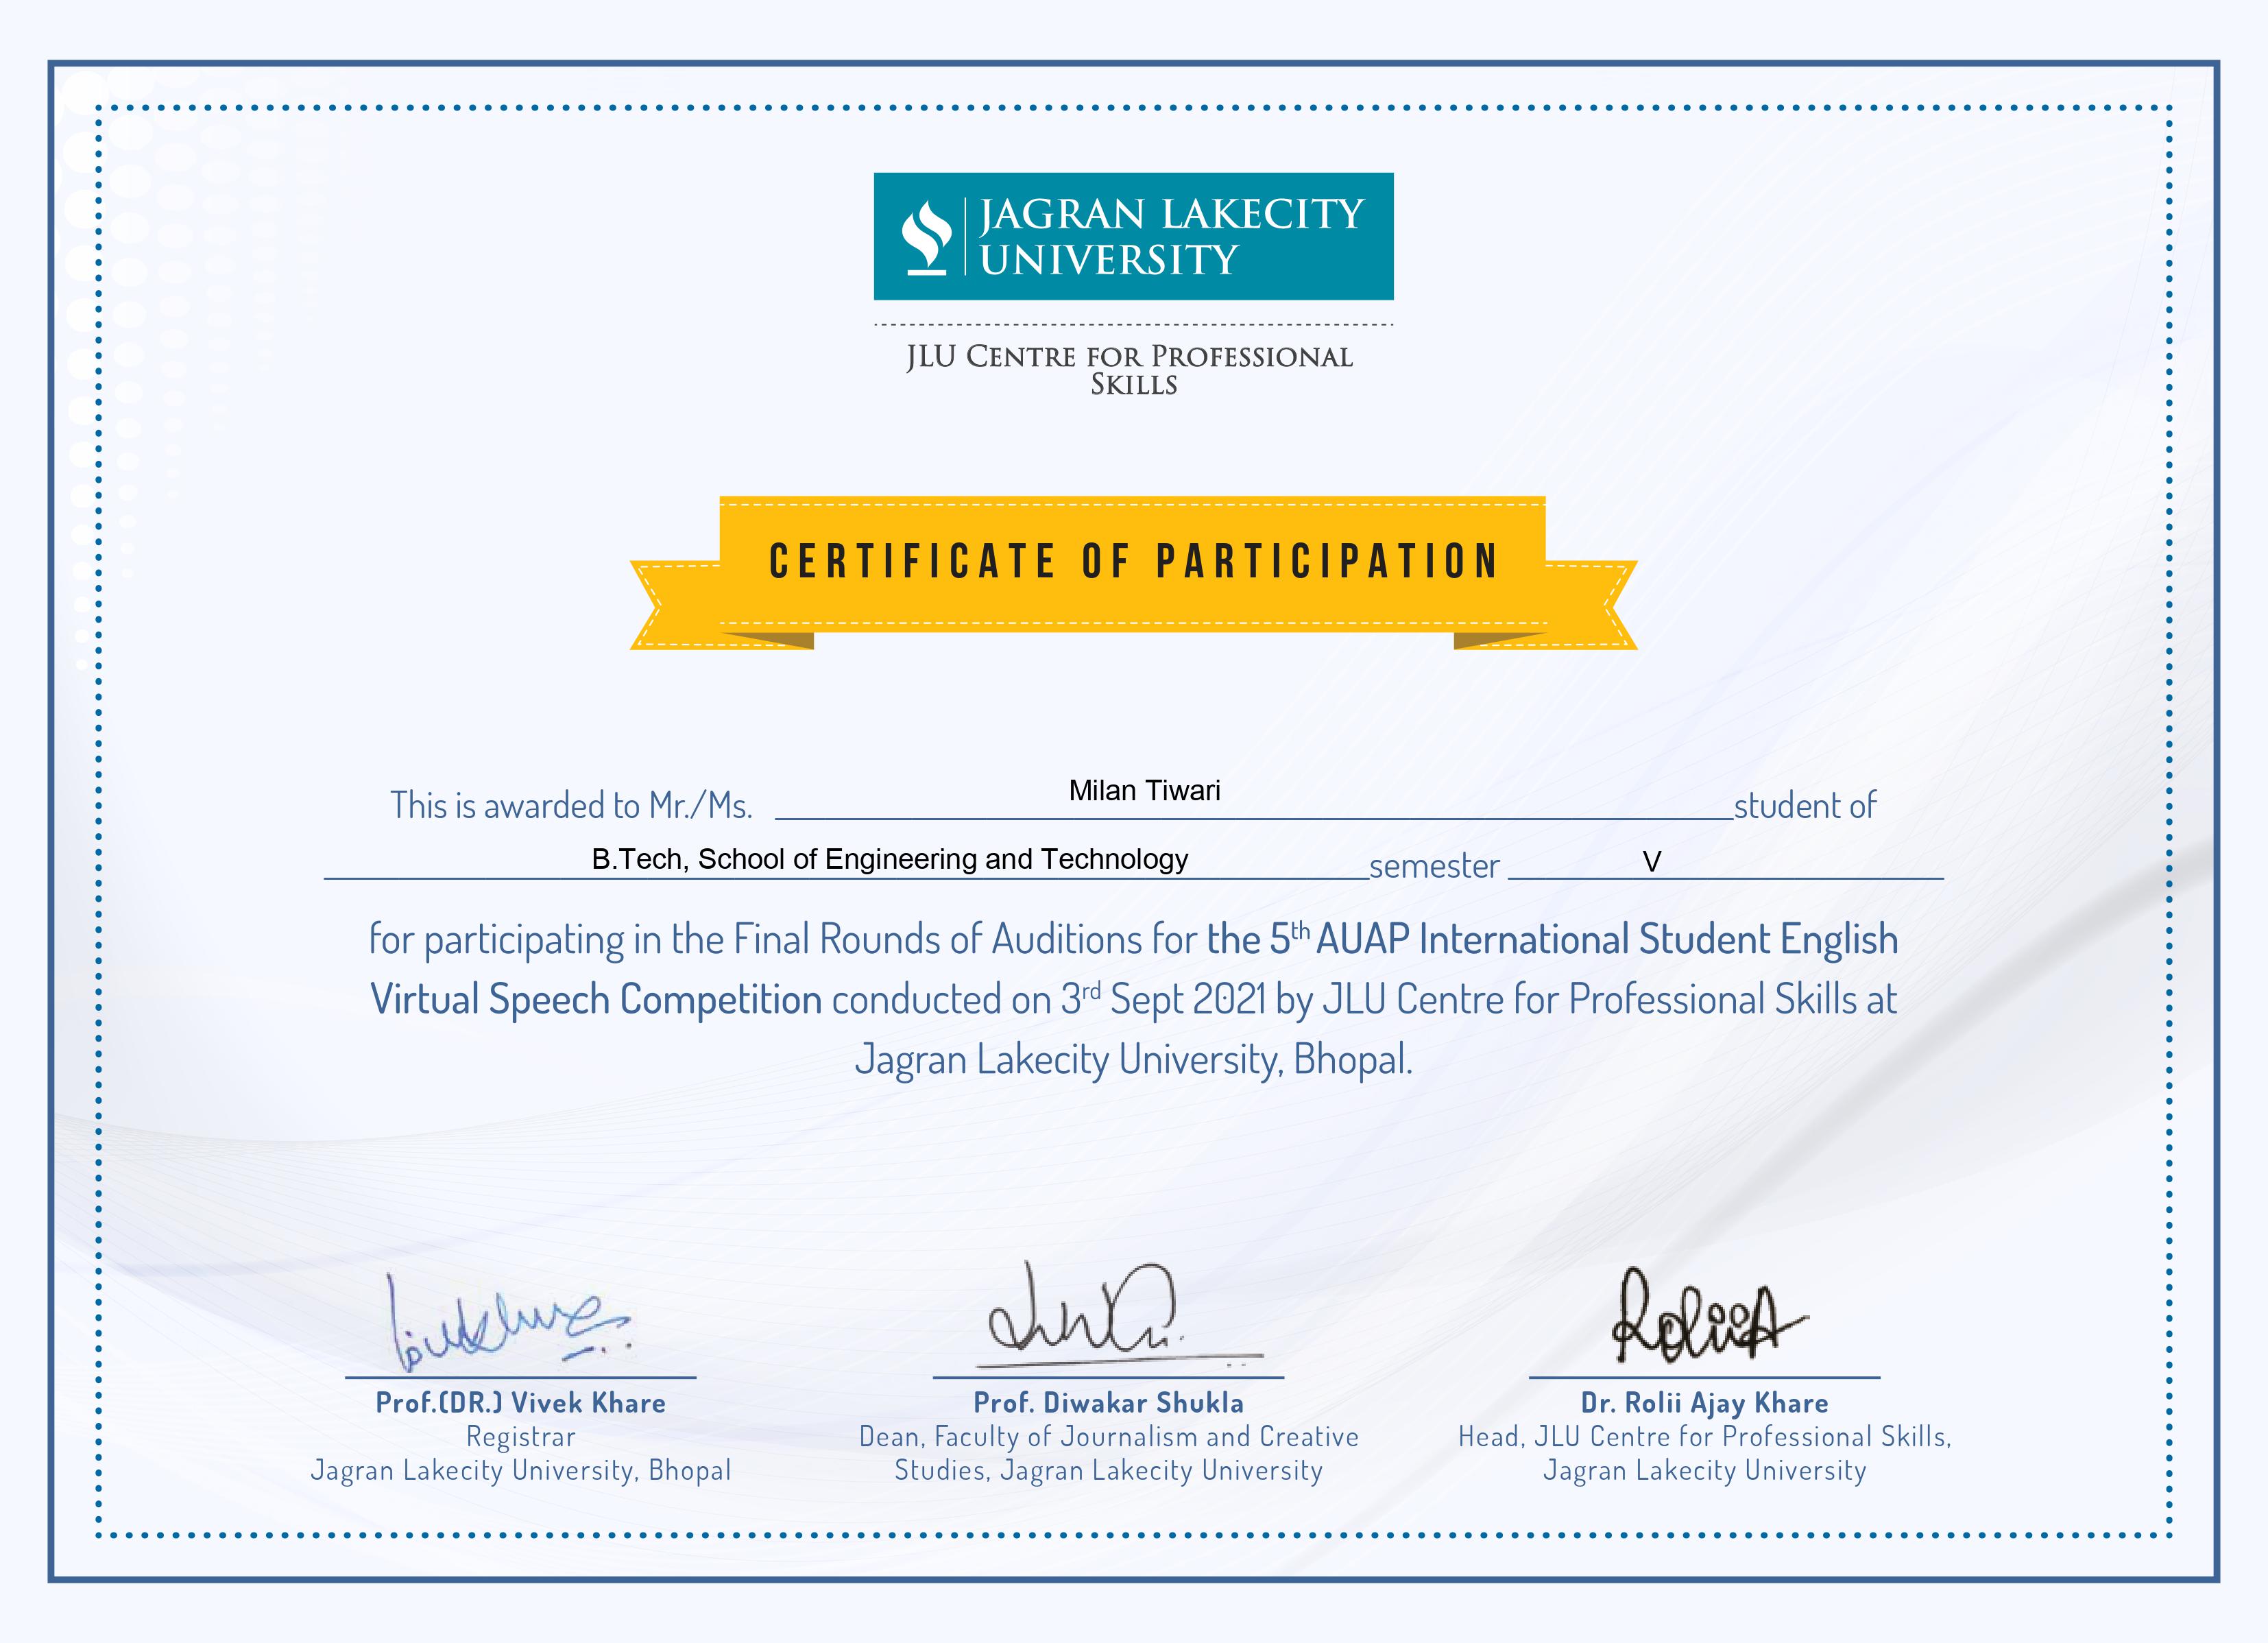 JAGRAN LAKECITY
UNIVERSITY
JLU CENTRE FOR PROFESSIONAL
SKILLS
CERTIFICATE OF PARTICIPATION
This is awarded to Mr./Ms. Milan Tiwari student of
B.Tech, School of Engineering and Technology semester V
for participating in the Final Rounds of Auditions for the 5th AUAP International Student English
Virtual Speech Competition conducted on 3rd Sept 2021 by JLU Centre for Professional Skills at
Jagran Lakecity University, Bhopal.
RoliiA
Prof.(DR.) Vivek Khare
Registrar
Jagran Lakecity University, Bhopal
Prof. Diwakar Shukla
Dean, Faculty of Journalism and Creative
Studies, Jagran Lakecity University
Dr. Rolii Ajay Khare
Head, JLU Centre for Professional Skills,
Jagran Lakecity University